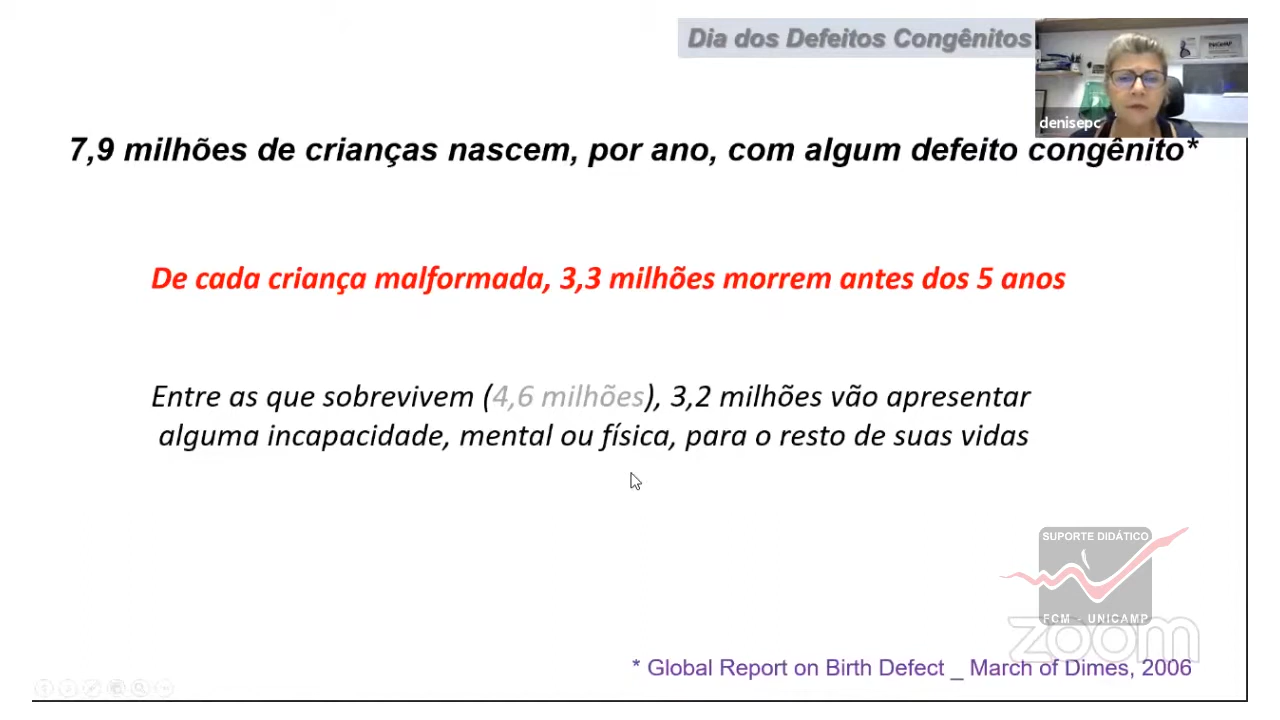 Dia dos Defeitos Congênitos
denisepc
7,9 milhões de crianças nascem, por ano, com algum defeito congênito*
De cada criança malformada, 3,3 milhões morrem antes dos 5 anos
Entre as que sobrevivem (4,6 milhões), 3,2 milhões vão apresentar
alguma incapacidade, mental ou física, para o resto de suas vidas
SUPORTE DIDÁTICO
FCM - UNICAMP
zoom
* Global Report on Birth Defect _ March of Dimes, 2006